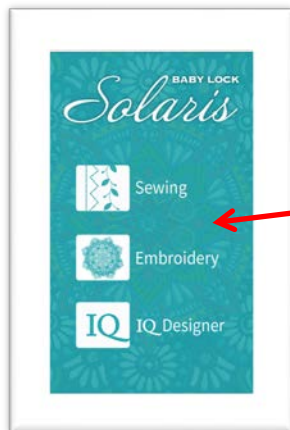 BABY LOCK
Solaris
Sewing
Embroidery
IQ IQ Designer